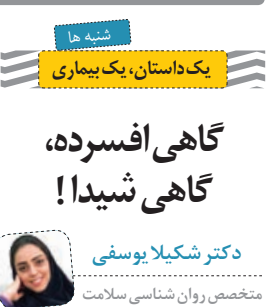 شنبه ها
یک داستان، یک بیماری
گاهی افسرده،
گاهی شیدا !
دکتر شکیلا یوسفی
متخصص روان شناسی سلامت